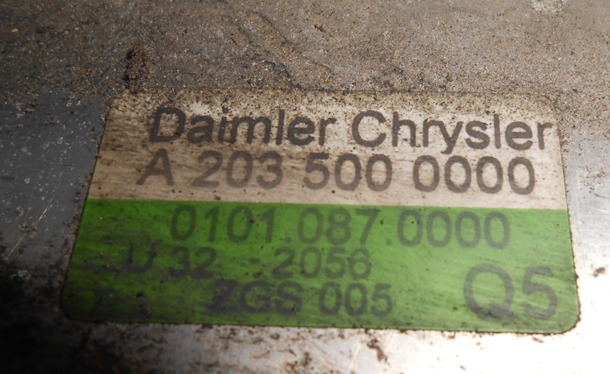 Daimler Chrysler
A 203 500 0000
0101.087.0000
U 32 - 2056
ZGS 005 Q5